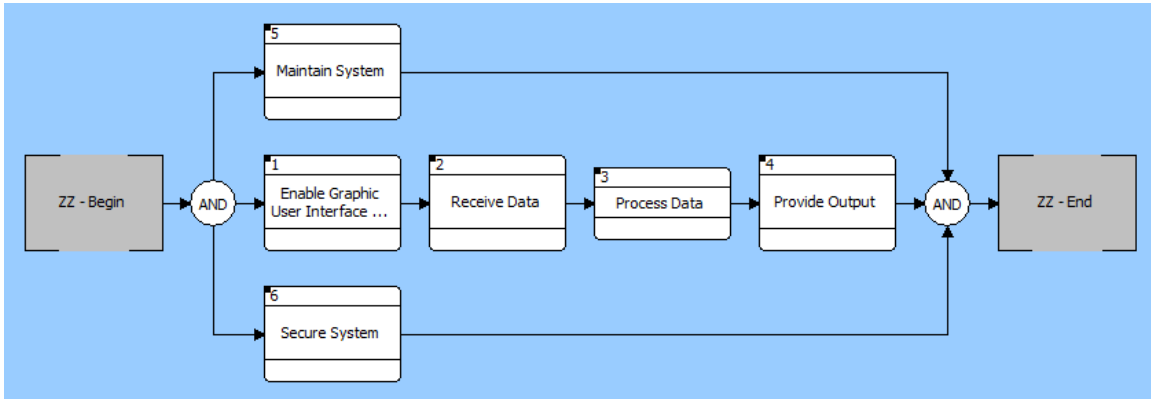 5
Maintain System
ZZ - Begin
AND
1
Enable Graphic
User Interface ...
2
Receive Data
3
Process Data
4
Provide Output
AND
ZZ - End
6
Secure System